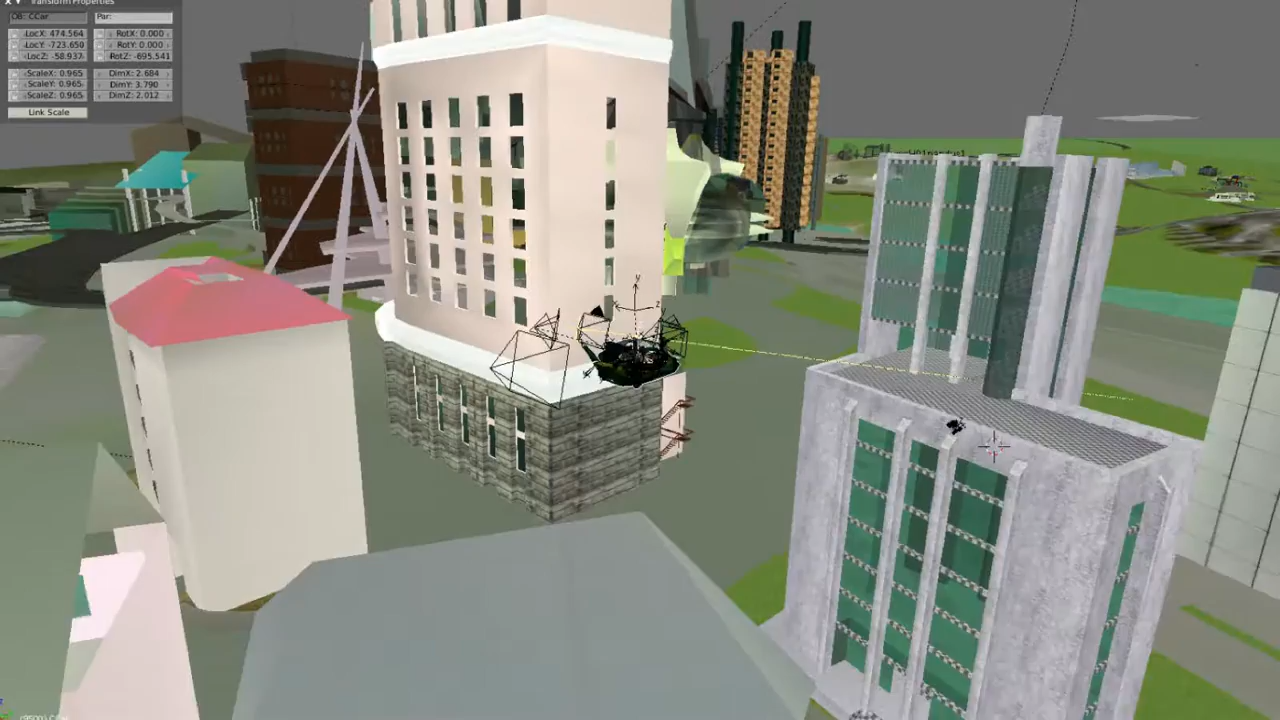 Transform Properties
OB: CCar
Par:
LocX: 474.564
RotX: 0.000
LocY: -723.650
RotY: 0.000
LocZ: -58.937
RotZ: -695.541
ScaleX: 0.965
DimX: 2.684
ScaleY: 0.965
DimY: 3.790
ScaleZ: 0.965
DimZ: 2.012
Link Scale